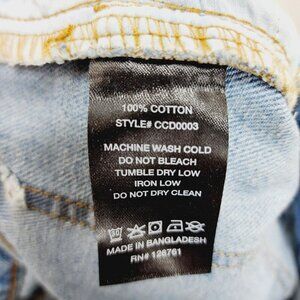 100% COTTON
STYLE# CCD0003
MACHINE WASH COLD
DO NOT BLEACH
TUMBLE DRY LOW
IRON LOW
DO NOT DRY CLEAN
MADE IN BANGLADESH
RN# 128761